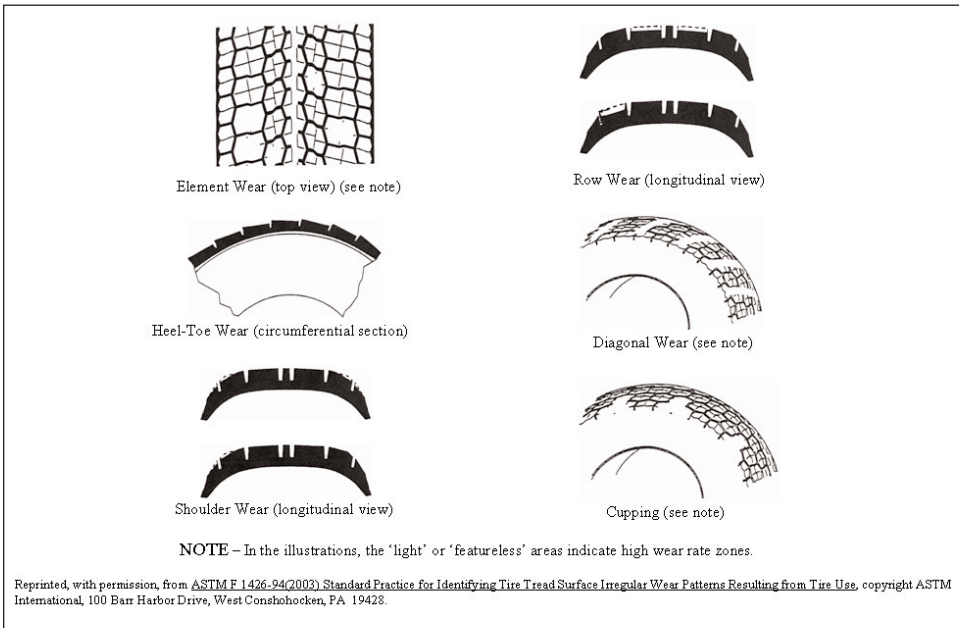 Element Wear (top view) (see note)
Row Wear (longitudinal view)
Heel-Toe Wear (circumferential section)
Diagonal Wear (see note)
Shoulder Wear (longitudinal view)
Cupping (see note)
NOTE – In the illustrations, the ‘light’ or ‘featureless’ areas indicate high wear rate zones.
Reprinted, with permission, from ASTM F 1426-94(2003) Standard Practice for Identifying Tire Tread Surface Irregular Wear Patterns Resulting from Tire Use, copyright ASTM
International, 100 Barr Harbor Drive, West Conshohocken, PA 19428.